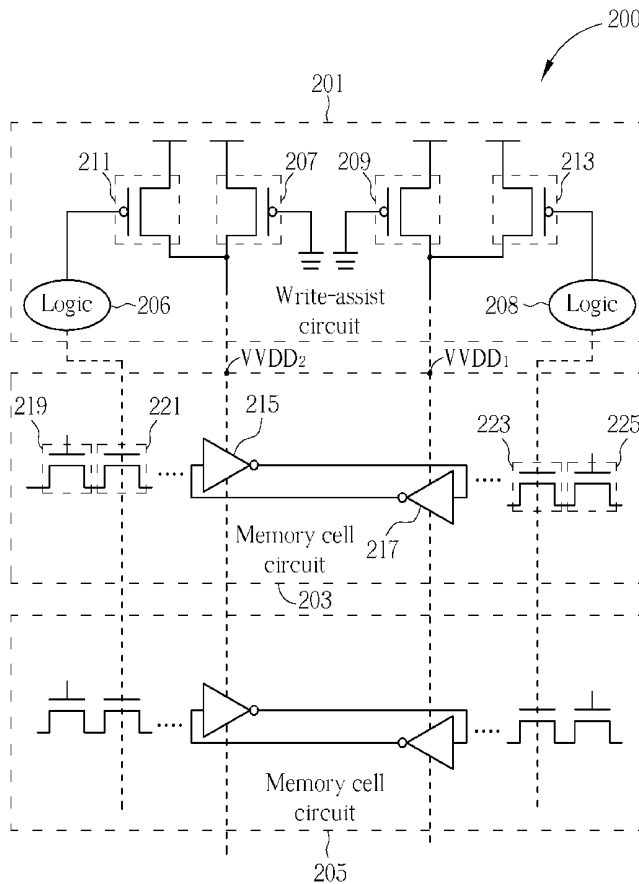 200
201
211
207
209
213
Logic
206
Write-assist
circuit
208
Logic
VVDD₂
VVDD₁
219
221
215
223
225
....
....
217
Memory cell
circuit
203
....
....
Memory cell
circuit
205